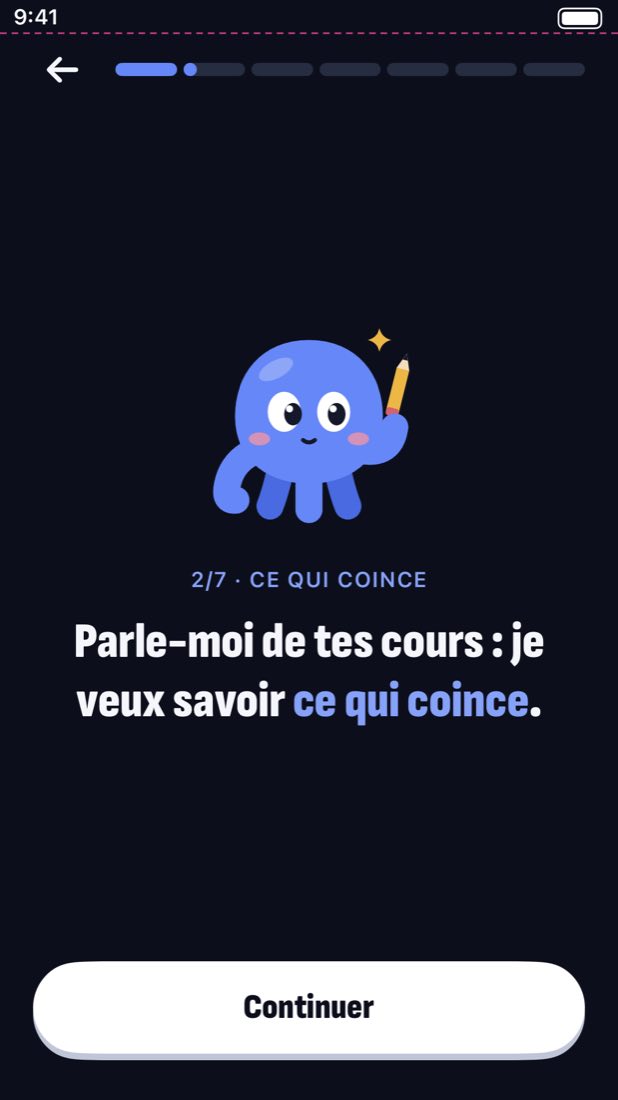 9:41
2/7 · CE QUI COINCE
Parle-moi de tes cours : je
veux savoir ce qui coince.
Continuer